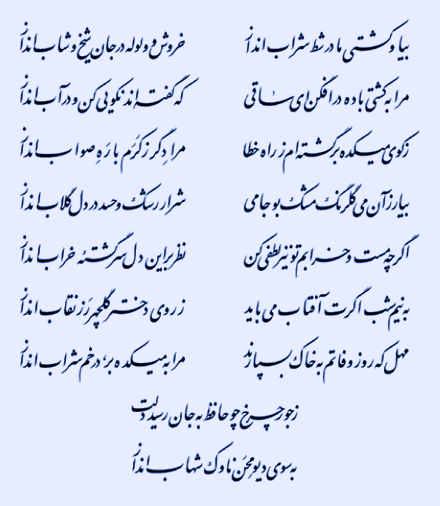 بیا و کشتی ما در شط شراب انداز خروش و ولوله در جان شیخ و شاب انداز
مرا به کشتی باده در افکن ای ساقی که گفته‌اند نکویی کن و در آب انداز
ز کوی میکده برگشته‌ام ز راه خطا مرا دگر ز کرم با ره صواب انداز
بیار زآن می گلرنگ مشک بو جامی شرار رشک و حسد در دل گلاب انداز
اگر چه مست و خرابم تو نیز لطفی کن نظر بر این دل سرگشتهٔ خراب انداز
به نیم‌شب اگرت آفتاب می باید ز روی دختر گلچهر رز نقاب انداز
مهل که روز وفاتم به خاک بسپارند مرا به میکده بر، در خم شراب انداز
ز جور چرخ چو حافظ به جان رسید دلت
به سوی دیو محن ناوک شهاب انداز